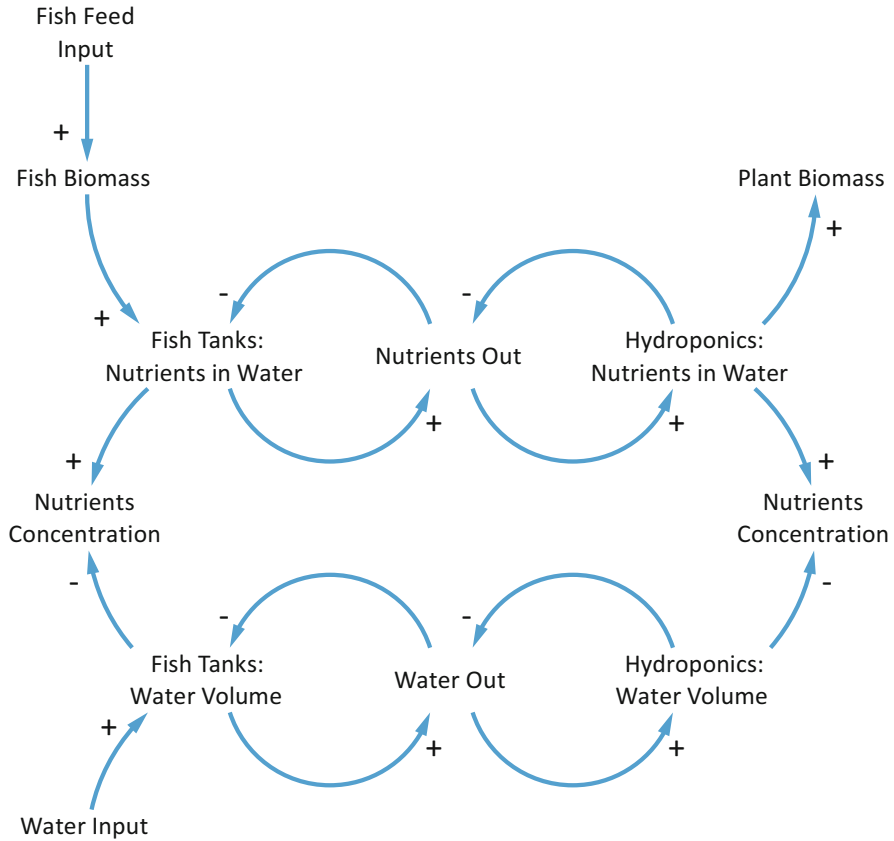 Fish Feed
Input
+
Fish Biomass
Plant Biomass
+
+
-
-
Fish Tanks:
Nutrients in Water
Nutrients Out
Hydroponics:
Nutrients in Water
+
+
+
+
Nutrients
Concentration
Nutrients
Concentration
-
-
-
-
Fish Tanks:
Water Volume
Water Out
Hydroponics:
Water Volume
+
+
+
Water Input